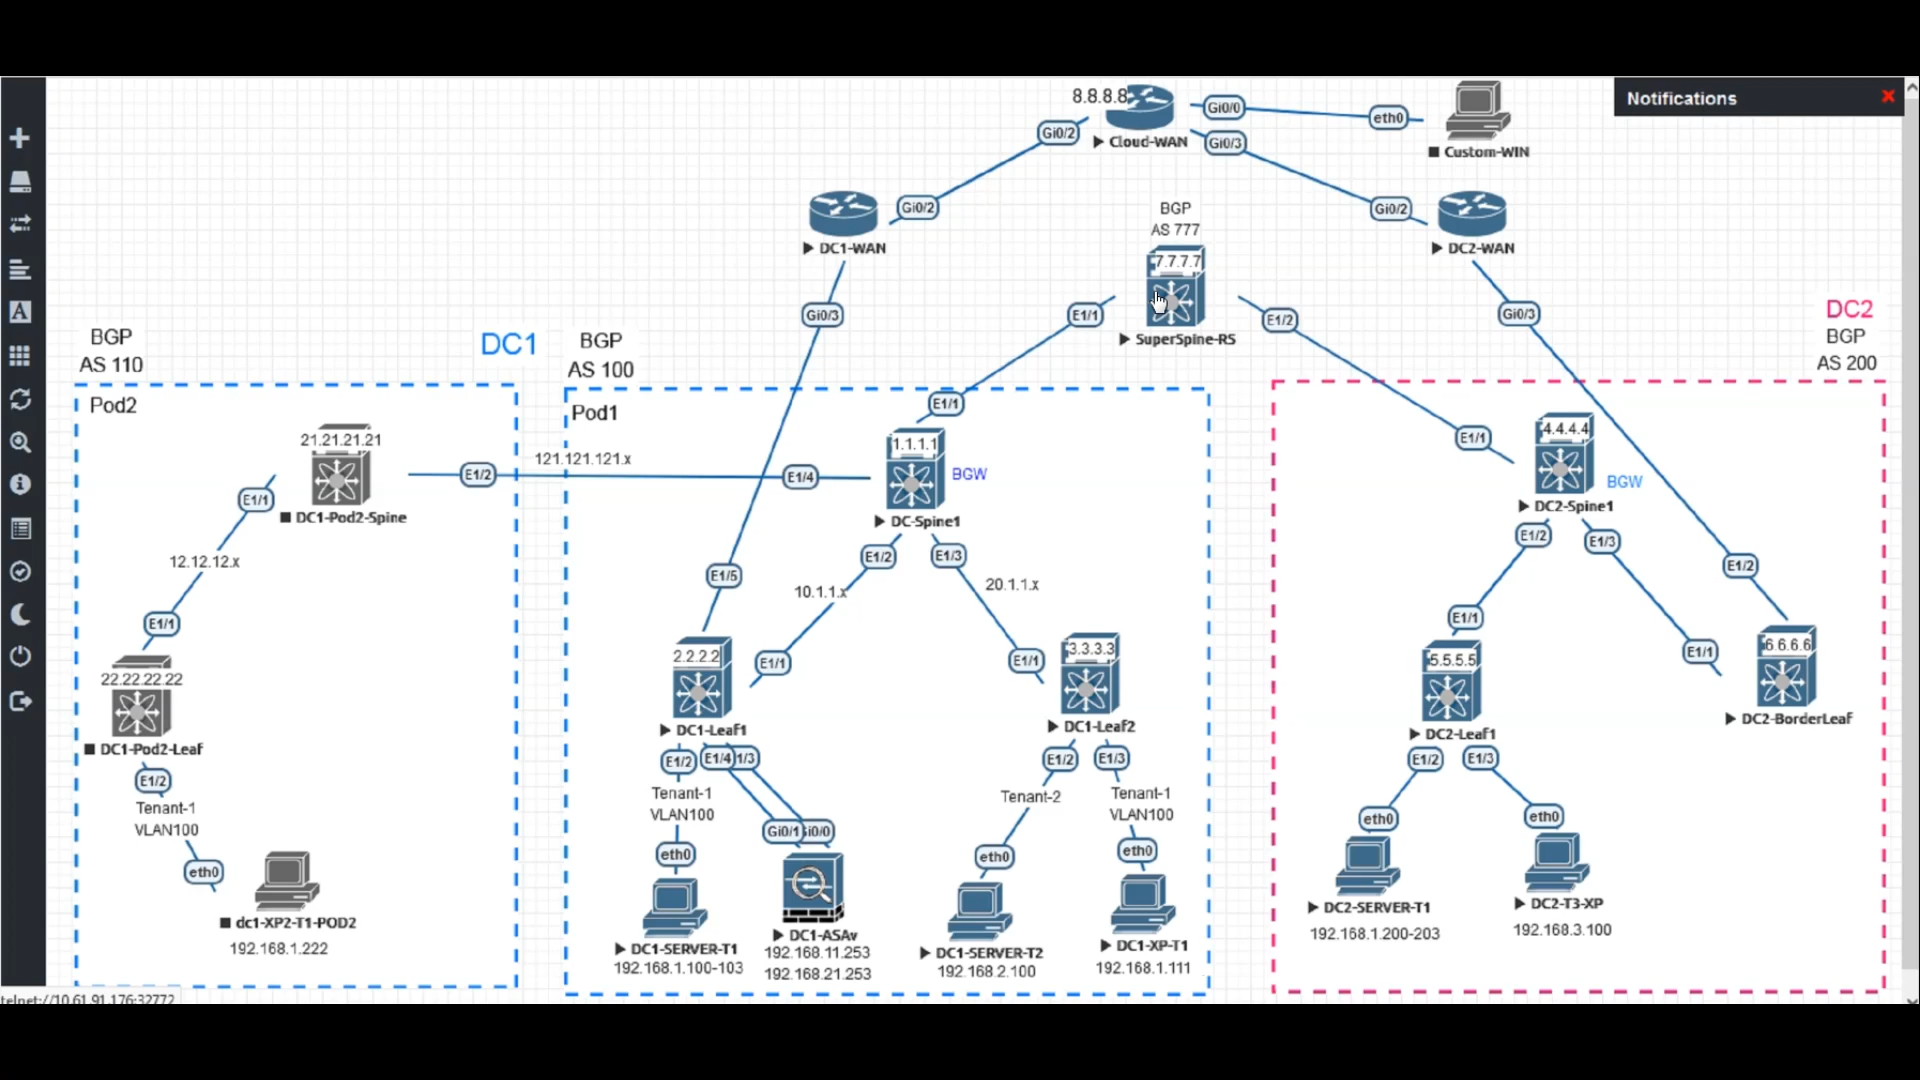 Notifications
8.8.8.8
Gi0/0
eth0
Gi0/2
Cloud-WAN
Gi0/3
Custom-WIN
Gi0/2
BGP
AS 777
Gi0/2
DC1-WAN
DC2-WAN
7.7.7.7
Gi0/3
E1/1
E1/2
Gi0/3
SuperSpine-RS
DC2
BGP
AS 200
BGP
AS 110
DC1
BGP
AS 100
Pod2
Pod1
E1/1
21.21.21.21
1.1.1.1
4.4.4.4
E1/1
121.121.121.x
E1/2
E1/4
BGW
BGW
E1/1
DC1-Pod2-Spine
DC-Spine1
DC2-Spine1
E1/2
E1/3
E1/2
E1/3
12.12.12.x
E1/5
10.1.1.x
20.1.1.x
E1/2
E1/1
E1/1
2.2.2.2
E1/1
E1/1
3.3.3.3
5.5.5.5
E1/1
6.6.6.6
22.22.22.22
DC1-Pod2-Leaf
DC1-Leaf1
DC1-Leaf2
DC2-Leaf1
DC2-BorderLeaf
E1/2
E1/2
E1/4
1/3
E1/2
E1/3
E1/2
E1/3
Tenant-1
VLAN100
Tenant-1
VLAN100
Tenant-2
Tenant-1
VLAN100
Gi0/1
Gi0/0
eth0
eth0
eth0
eth0
eth0
eth0
dc1-XP2-T1-POD2
192.168.1.222
DC1-SERVER-T1
192.168.1.100-103
DC1-ASAv
192.168.11.253
192.168.21.253
DC1-SERVER-T2
192.168.2.100
DC1-XP-T1
192.168.1.111
DC2-SERVER-T1
192.168.1.200-203
DC2-T3-XP
192.168.3.100
telnet://10.61.91.176:32772